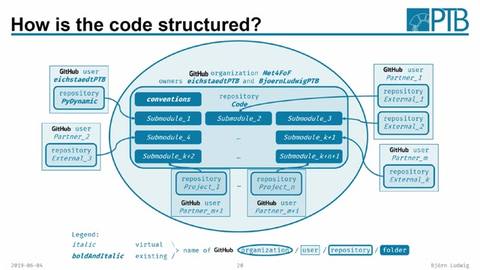 How is the code structured?
PTB
GitHub organization Met4FoF
owners eichstaedtPTB and BjoernLudwigPTB
GitHub user
eichstaedtPTB
repository
PyDynamic
GitHub user
Partner_2
repository
External_3
conventions
repository
Code
Submodule_1
Submodule_2
Submodule_3
Submodule_4
…
Submodule_k+1
Submodule_k+2
…
Submodule_k+n+1
GitHub user
Partner_1
repository
External_1
repository
External_2
GitHub user
Partner_m
repository
External_k
repository
Project_1
GitHub user
Partner_m+1
…
repository
Project_n
GitHub user
Partner_m+i
Legend:
italic virtual
boldAndItalic existing
name of GitHub organization / user / repository / folder
2019-06-04
20
Björn Ludwig